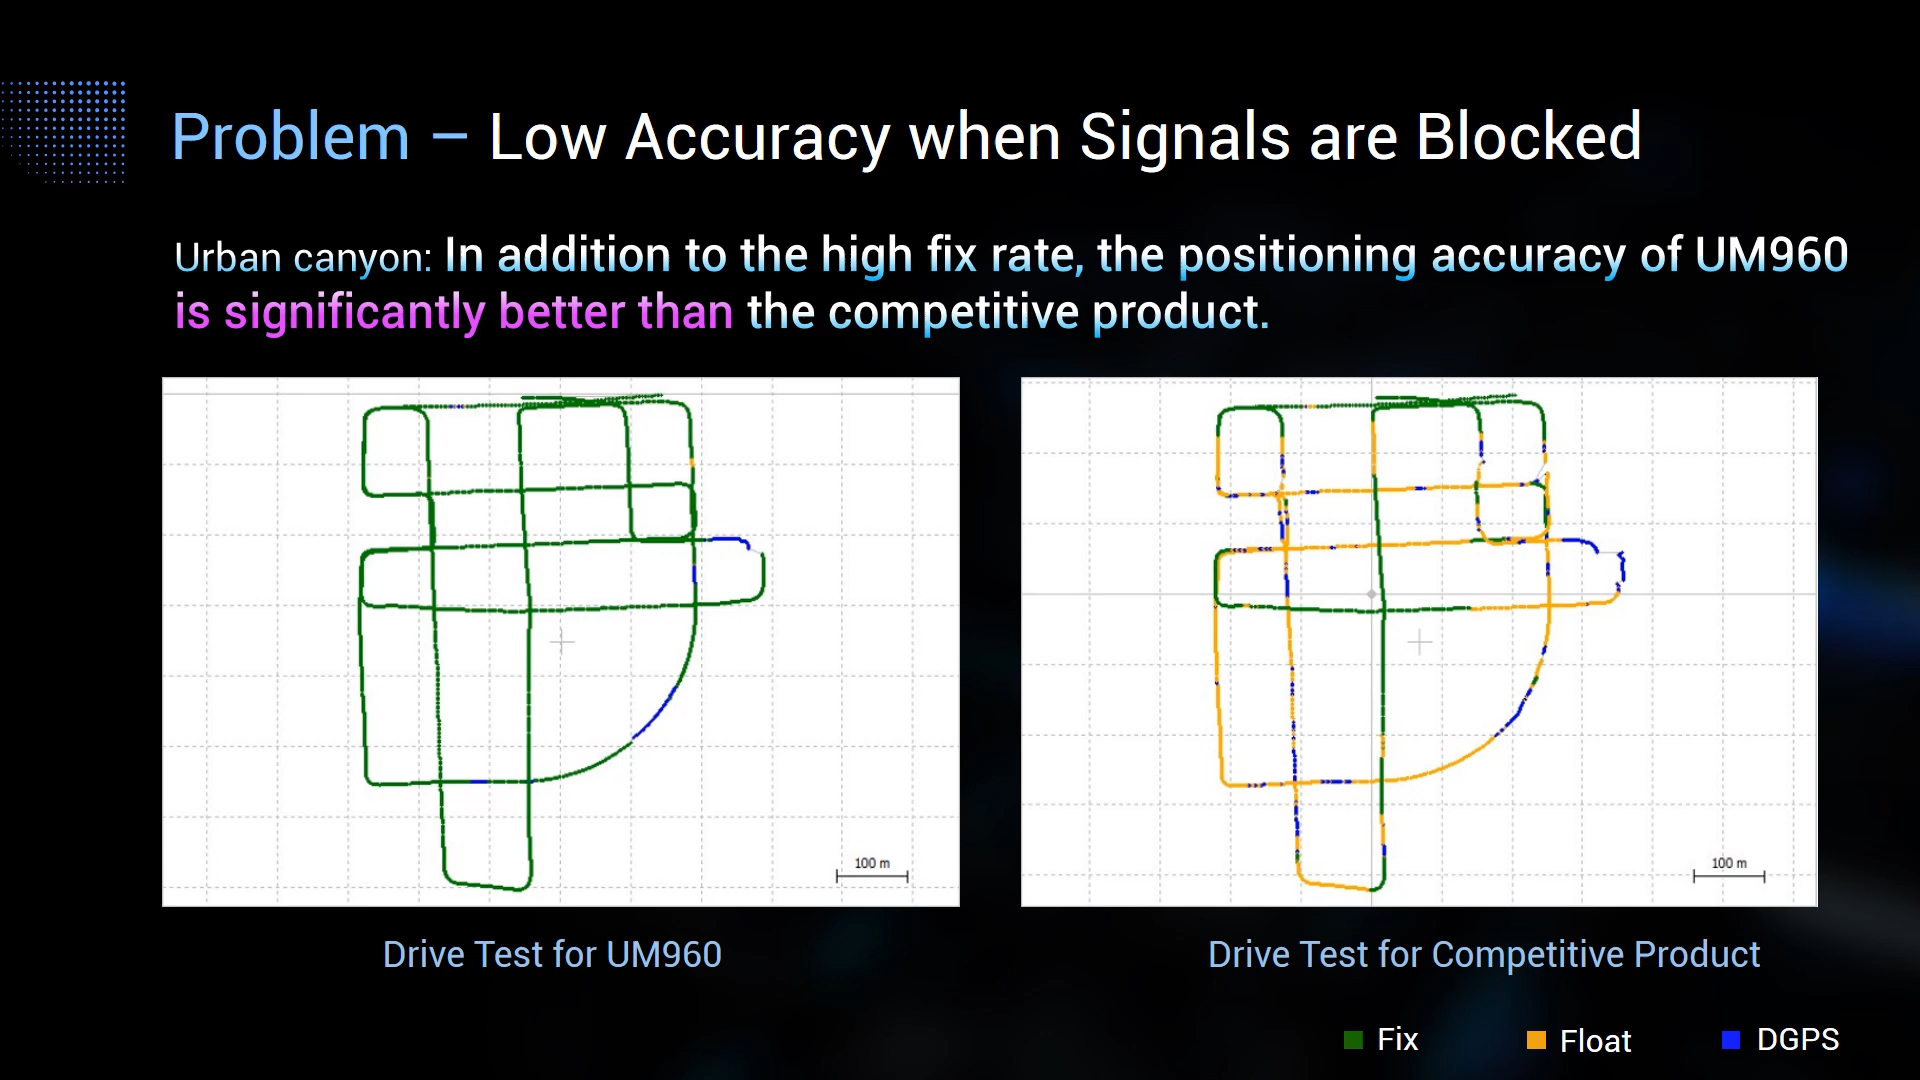 Problem – Low Accuracy when Signals are Blocked
Urban canyon: In addition to the high fix rate, the positioning accuracy of UM960
is significantly better than the competitive product.
100 m
100 m
Drive Test for UM960
Drive Test for Competitive Product
Fix
Float
DGPS